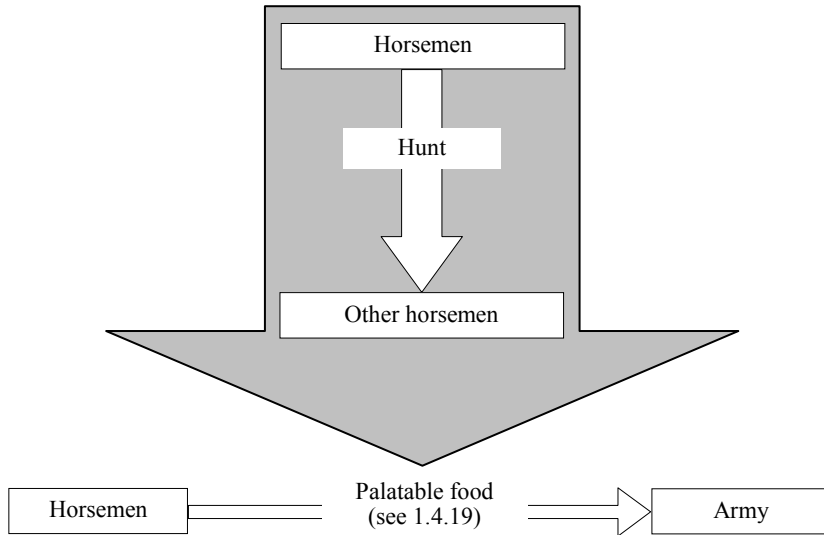 Horsemen
Hunt
Other horsemen
Horsemen
Palatable food
(see 1.4.19)
Army